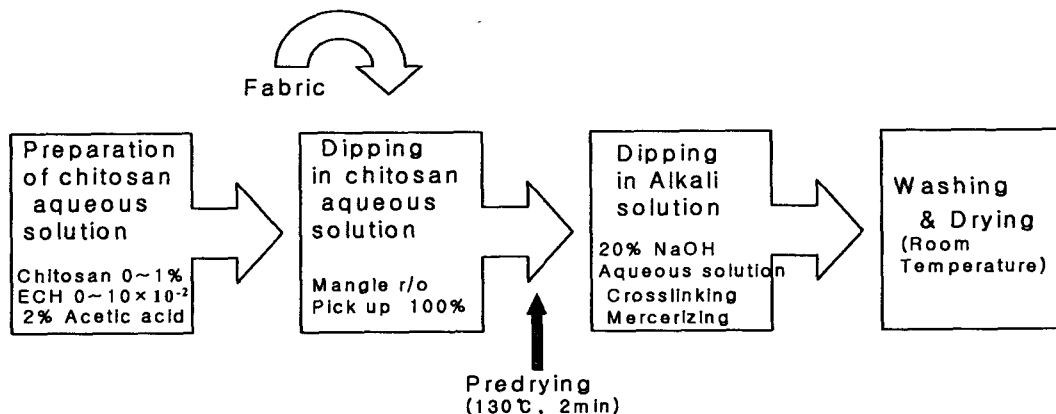 Fabric
Preparation
of chitosan
aqueous
solution
Chitosan 0~1%
ECH 0~10×10⁻²
2% Acetic acid
Dipping
in chitosan
aqueous
solution
Mangle r/o
Pick up 100%
Predrying
(130℃, 2min)
Dipping
in Alkali
solution
20% NaOH
Aqueous solution
Crosslinking
Mercerizing
Washing
& Drying
(Room
Temperature)